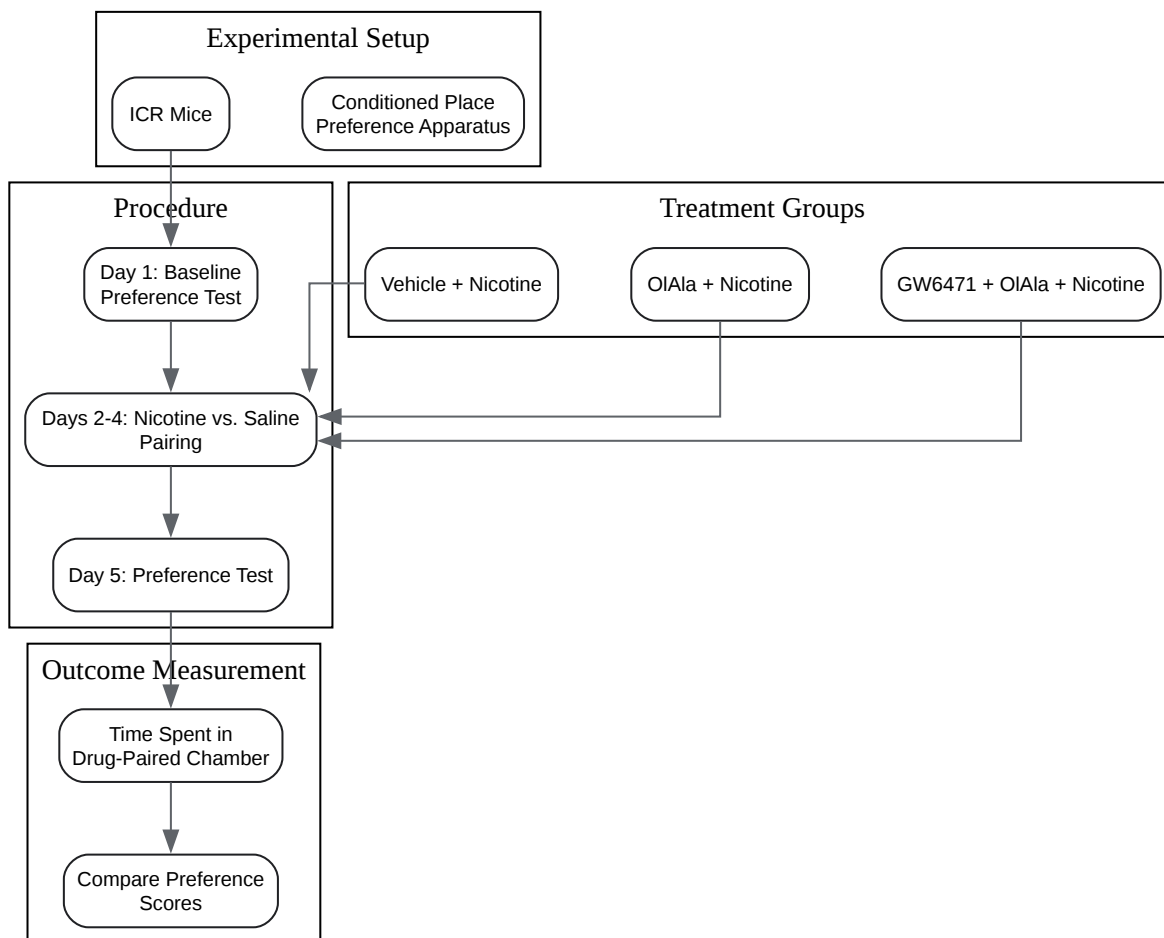 Experimental Setup
ICR Mice
Conditioned Place
Preference Apparatus
Procedure
Treatment Groups
Day 1: Baseline
Preference Test
Vehicle + Nicotine
OlAla + Nicotine
GW6471 + OlAla + Nicotine
Days 2-4: Nicotine vs. Saline
Pairing
Day 5: Preference Test
Outcome Measurement
Time Spent in
Drug-Paired Chamber
Compare Preference
Scores